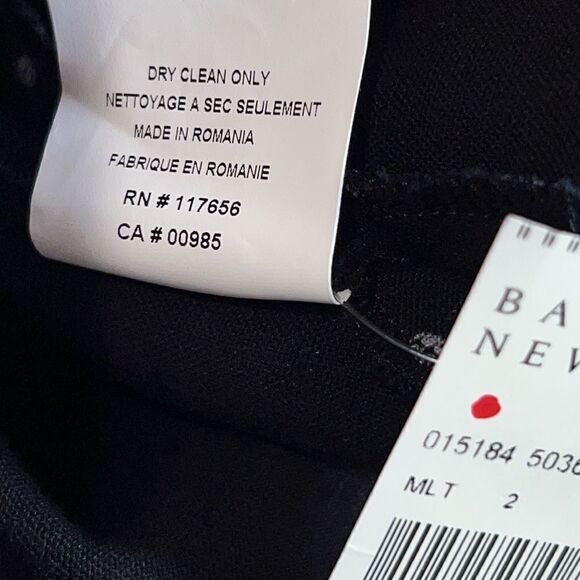 DRY CLEAN ONLY
NETTOYAGE A SEC SEULEMENT
MADE IN ROMANIA
FABRIQUE EN ROMANIE
RN # 117656
CA # 00985
BA
NEW
015184 5036
MLT 2